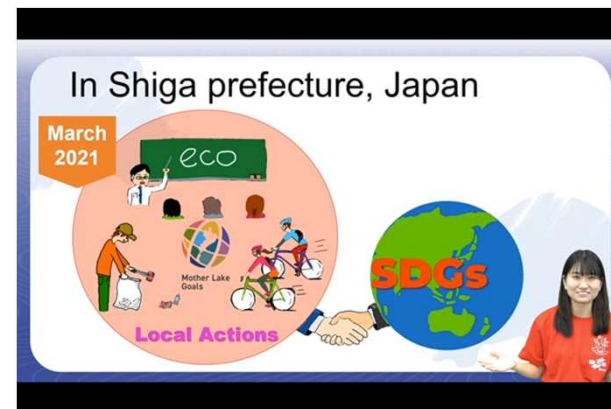 In Shiga prefecture, Japan
March
2021
eco
Mother Lake
Goals
SDGs
Local Actions